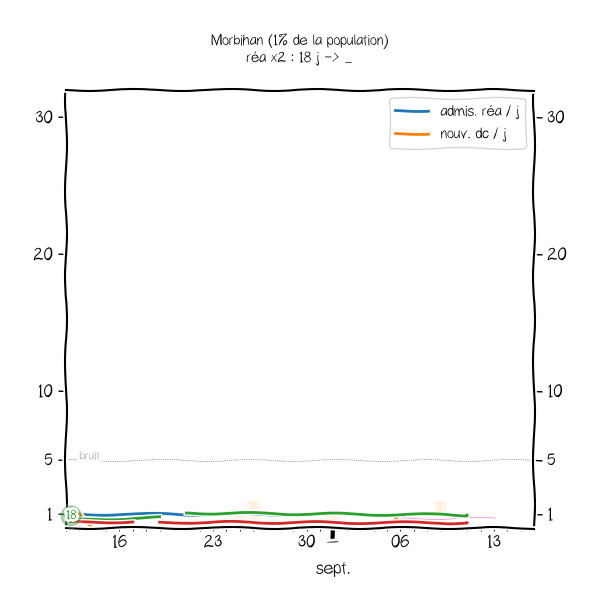 Morbihan (1% de la population)
réa x2 : 18 j -> _
admis. réa / j
nouv. dc / j
30 30
20 20
10 10
5 bruit 5
1 18 1
16 23 30 06 13
sept.